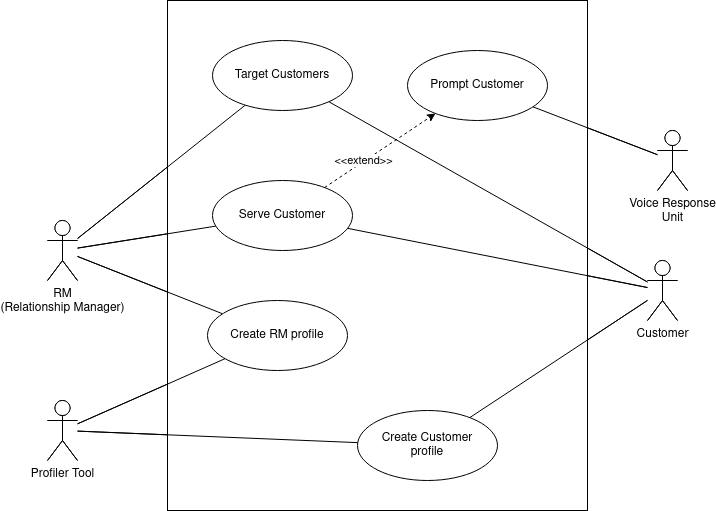 Target Customers
Prompt Customer
<<extend>>
Voice Response
Unit
Serve Customer
RM
(Relationship Manager)
Customer
Create RM profile
Create Customer
profile
Profiler Tool